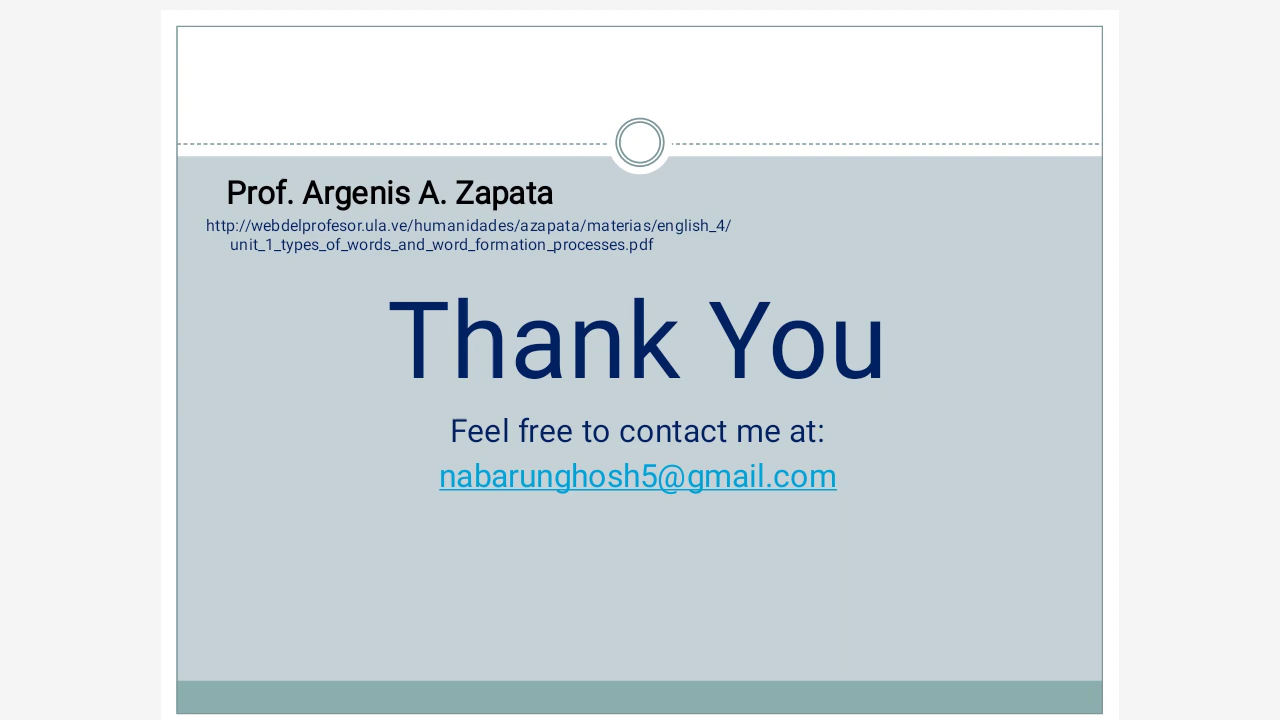 Prof. Argenis A. Zapata
http://webdelprofesor.ula.ve/humanidades/azapata/materias/english_4/
unit_1_types_of_words_and_word_formation_processes.pdf
Thank You
Feel free to contact me at:
nabarunghosh5@gmail.com